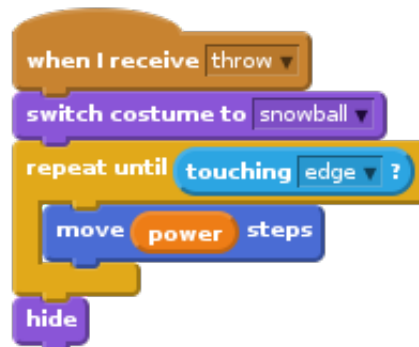 when I receive throw
switch costume to snowball
repeat until touching edge ?
move power steps
hide